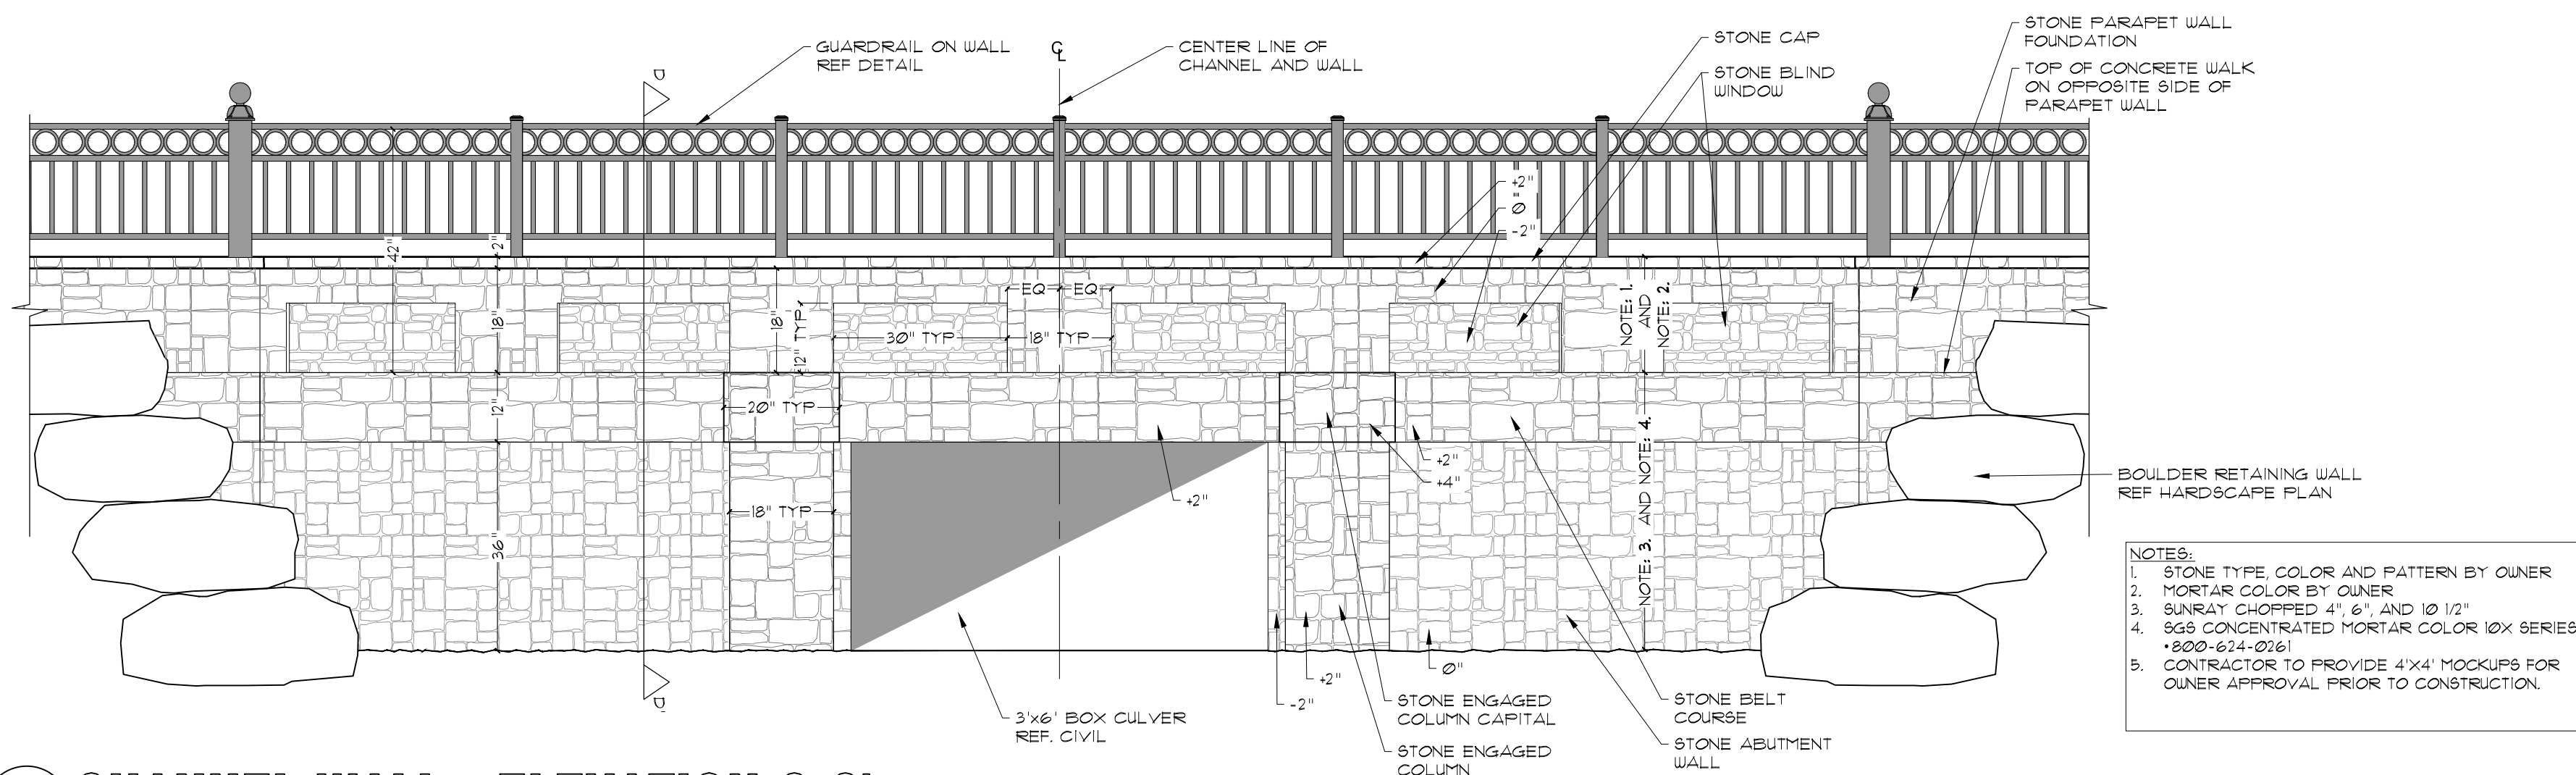 GUARDRAIL ON WALL
REF DETAIL
CL
CENTER LINE OF
CHANNEL AND WALL
STONE CAP
STONE BLIND
WINDOW
STONE PARAPET WALL
FOUNDATION
TOP OF CONCRETE WALK
ON OPPOSITE SIDE OF
PARAPET WALL
D
+2"
0"
-2"
42"
2"
18"
18"
12" TYP
EQ
EQ
30" TYP
18" TYP
NOTE: 1.
AND
NOTE: 2.
12"
20" TYP
+2"
+4"
+2"
18" TYP
36"
NOTE: 3. AND NOTE: 4.
BOULDER RETAINING WALL
REF HARDSCAPE PLAN
0"
+2"
-2"
D
3'x6' BOX CULVER
REF. CIVIL
STONE ENGAGED
COLUMN CAPITAL
STONE ENGAGED
COLUMN
STONE BELT
COURSE
STONE ABUTMENT
WALL
NOTES:
1. STONE TYPE, COLOR AND PATTERN BY OWNER
2. MORTAR COLOR BY OWNER
3. SUNRAY CHOPPED 4", 6", AND 10 1/2"
4. SGS CONCENTRATED MORTAR COLOR 10X SERIES
•800-624-0261
5. CONTRACTOR TO PROVIDE 4'X4' MOCKUPS FOR
OWNER APPROVAL PRIOR TO CONSTRUCTION.